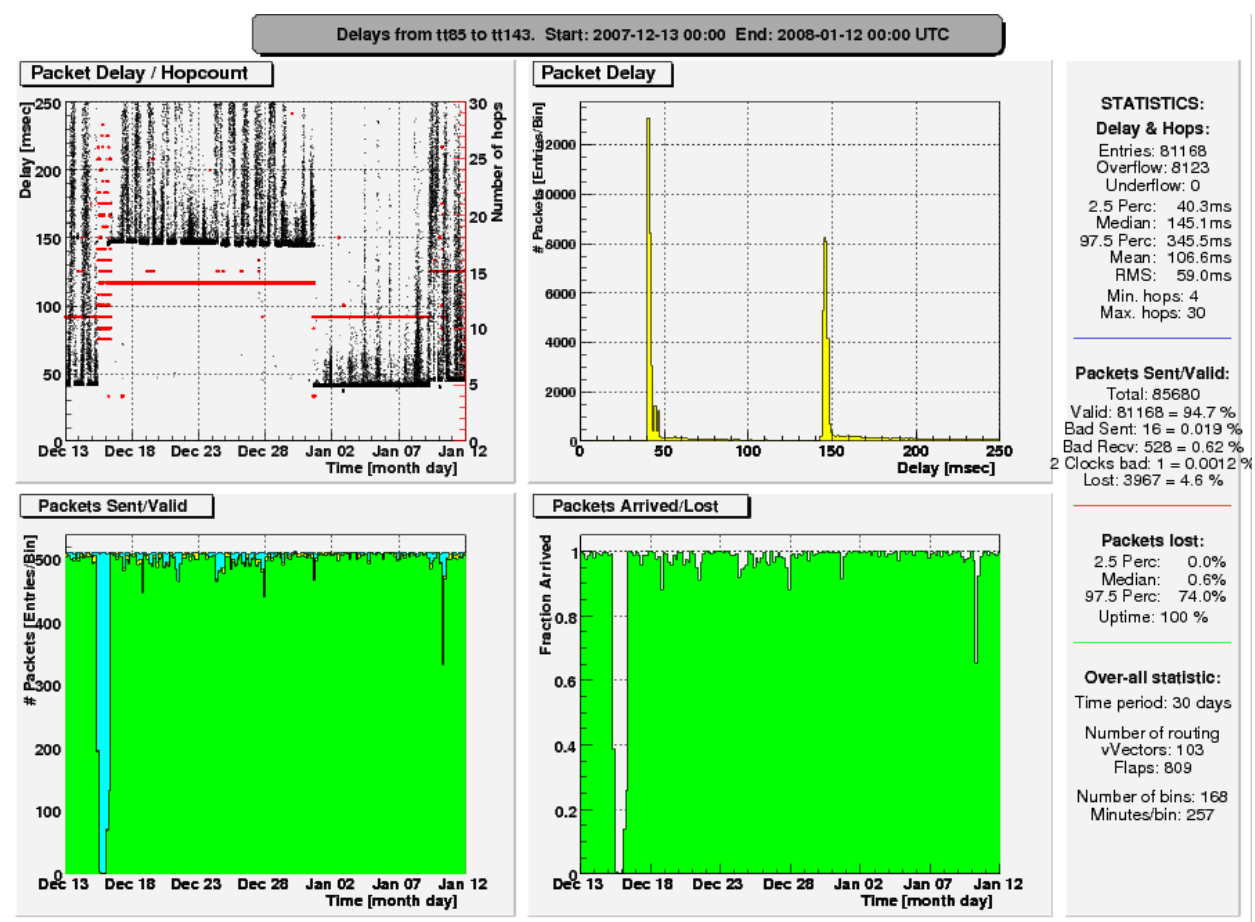 Delays from tt85 to tt143. Start: 2007-12-13 00:00 End: 2008-01-12 00:00 UTC
Packet Delay / Hopcount
Delay [msec]
250
200
150
100
50
0
30
25
20
15
10
5
0
Number of hops
Dec 13 Dec 18 Dec 23 Dec 28 Jan 02 Jan 07 Jan 12
Time [month day]
Packet Delay
# Packets [Entries/Bin]
12000
10000
8000
6000
4000
2000
0
0 50 100 150 200 250
Delay [msec]
Packets Sent/Valid
# Packets [Entries/Bin]
500
400
300
200
100
0
Dec 13 Dec 18 Dec 23 Dec 28 Jan 02 Jan 07 Jan 12
Time [month day]
Packets Arrived/Lost
Fraction Arrived
1
0.8
0.6
0.4
0.2
0
Dec 13 Dec 18 Dec 23 Dec 28 Jan 02 Jan 07 Jan 12
Time [month day]
STATISTICS:
Delay & Hops:
Entries: 81168
Overflow: 8123
Underflow: 0
2.5 Perc: 40.3ms
Median: 145.1ms
97.5 Perc: 345.5ms
Mean: 106.6ms
RMS: 59.0ms
Min. hops: 4
Max. hops: 30
Packets Sent/Valid:
Total: 85680
Valid: 81168 = 94.7 %
Bad Sent: 16 = 0.019 %
Bad Recv: 528 = 0.62 %
2 Clocks bad: 1 = 0.0012 %
Lost: 3967 = 4.6 %
Packets lost:
2.5 Perc: 0.0%
Median: 0.6%
97.5 Perc: 74.0%
Uptime: 100 %
Over-all statistic:
Time period: 30 days
Number of routing
vVectors: 103
Flaps: 809
Number of bins: 168
Minutes/bin: 257